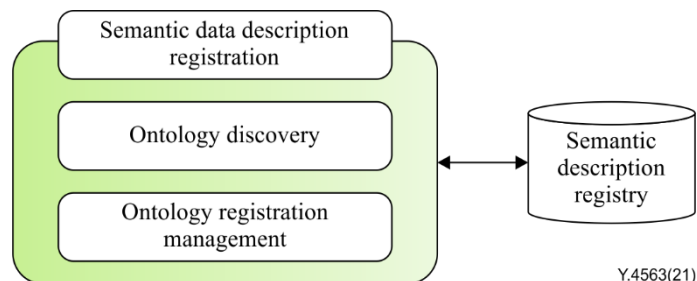 Semantic data description
registration
Ontology discovery
Ontology registration
management
Semantic
description
registry
Y.4563(21)